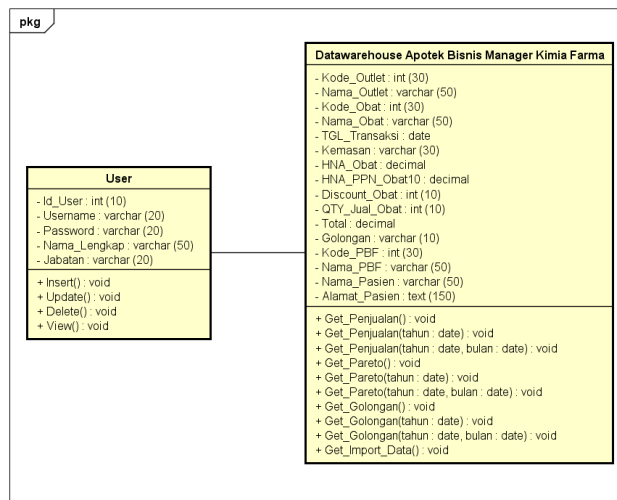 pkg
User
- Id_User : int (10)
- Username : varchar (20)
- Password : varchar (20)
- Nama_Lengkap : varchar (50)
- Jabatan : varchar (20)
+ Insert() : void
+ Update() : void
+ Delete() : void
+ View() : void
Datawarehouse Apotek Bisnis Manager Kimia Farma
- Kode_Outlet : int (30)
- Nama_Outlet : varchar (50)
- Kode_Obat : int (30)
- Nama_Obat : varchar (50)
- TGL_Transaksi : date
- Kemasan : varchar (30)
- HNA_Obat : decimal
- HNA_PPN_Obat10 : decimal
- Discount_Obat : int (10)
- QTY_Jual_Obat : int (10)
- Total : decimal
- Golongan : varchar (10)
- Kode_PBF : int (30)
- Nama_PBF : varchar (50)
- Nama_Pasien : varchar (50)
- Alamat_Pasien : text (150)
+ Get_Penjualan() : void
+ Get_Penjualan(tahun : date) : void
+ Get_Penjualan(tahun : date, bulan : date) : void
+ Get_Pareto() : void
+ Get_Pareto(tahun : date) : void
+ Get_Pareto(tahun : date, bulan : date) : void
+ Get_Golongan() : void
+ Get_Golongan(tahun : date) : void
+ Get_Golongan(tahun : date, bulan : date) : void
+ Get_Import_Data() : void